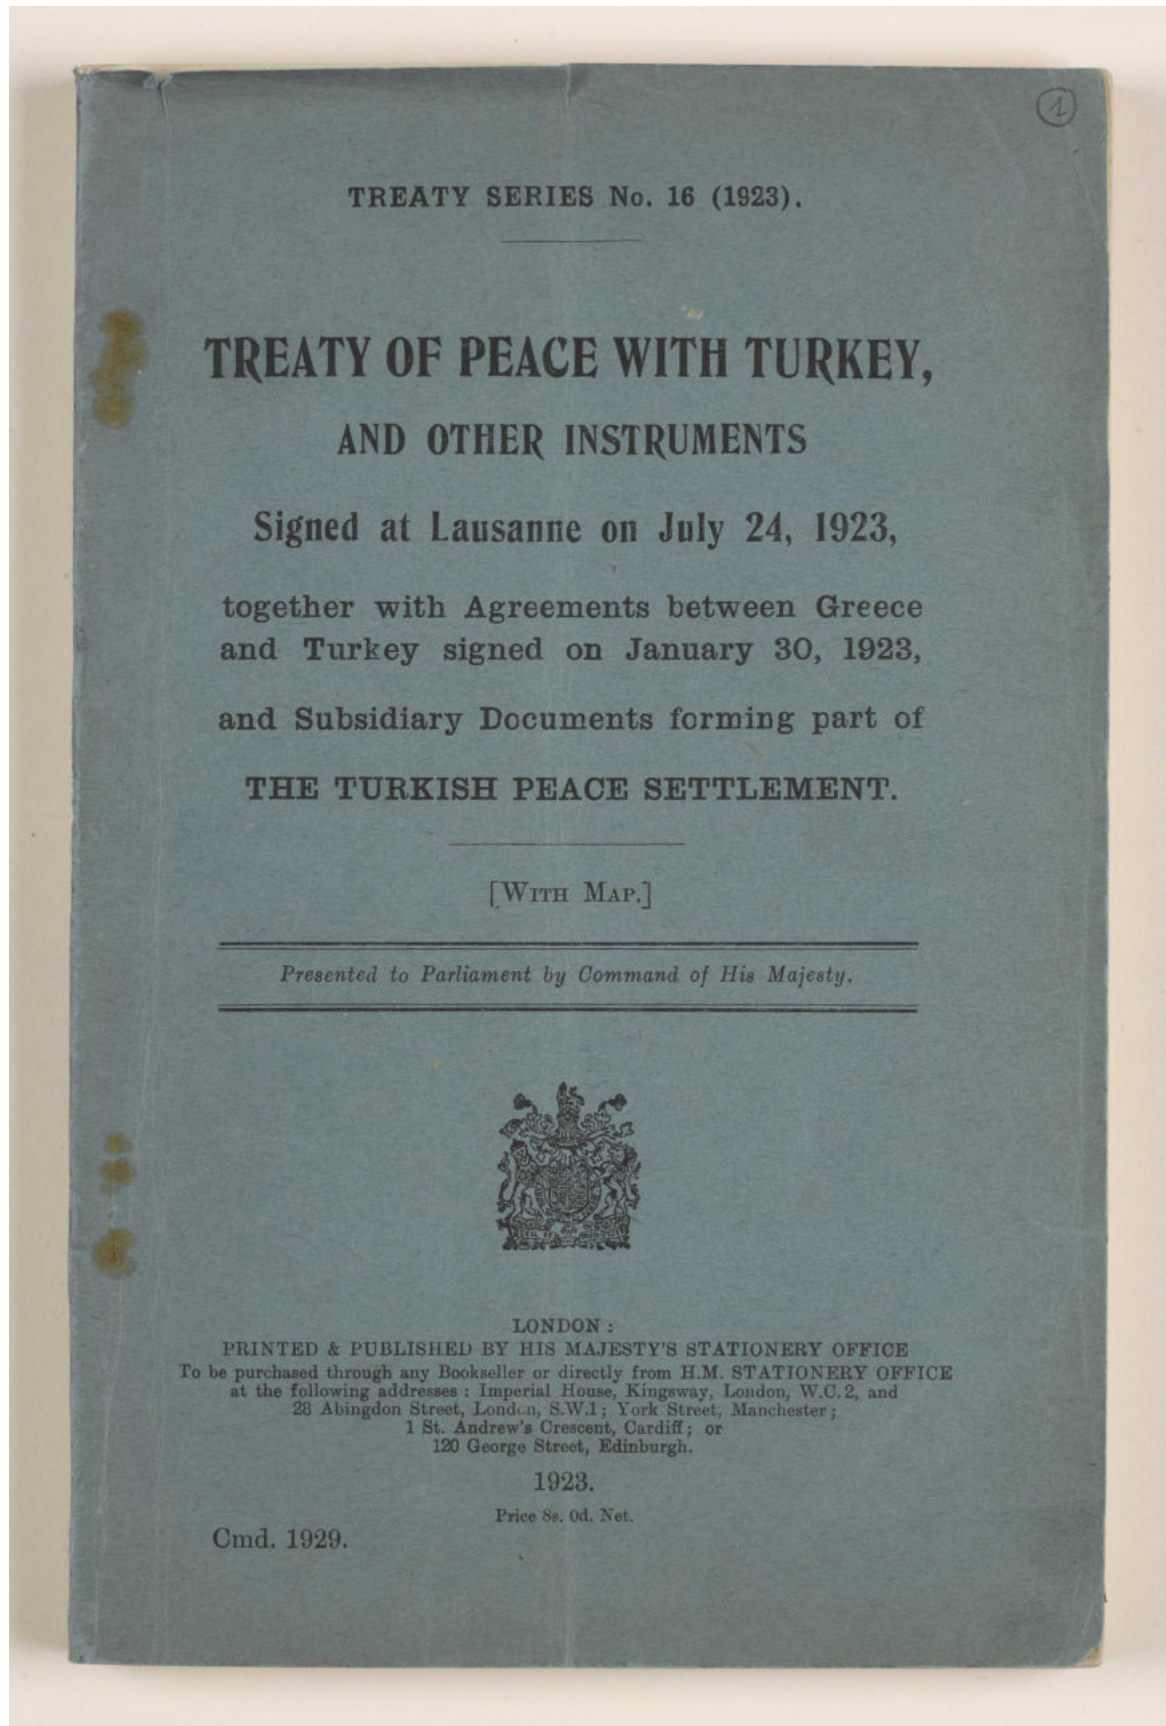 1
TREATY SERIES No. 16 (1923).
TREATY OF PEACE WITH TURKEY,
AND OTHER INSTRUMENTS
Signed at Lausanne on July 24, 1923,
together with Agreements between Greece
and Turkey signed on January 30, 1923,
and Subsidiary Documents forming part of
THE TURKISH PEACE SETTLEMENT.
[WITH MAP.]
Presented to Parliament by Command of His Majesty.
LONDON :
PRINTED & PUBLISHED BY HIS MAJESTY'S STATIONERY OFFICE
To be purchased through any Bookseller or directly from H.M. STATIONERY OFFICE
at the following addresses : Imperial House, Kingsway, London, W.C. 2, and
28 Abingdon Street, London, S.W.1; York Street, Manchester;
1 St. Andrew's Crescent, Cardiff; or
120 George Street, Edinburgh.
1923.
Price 8s. 0d. Net.
Cmd. 1929.